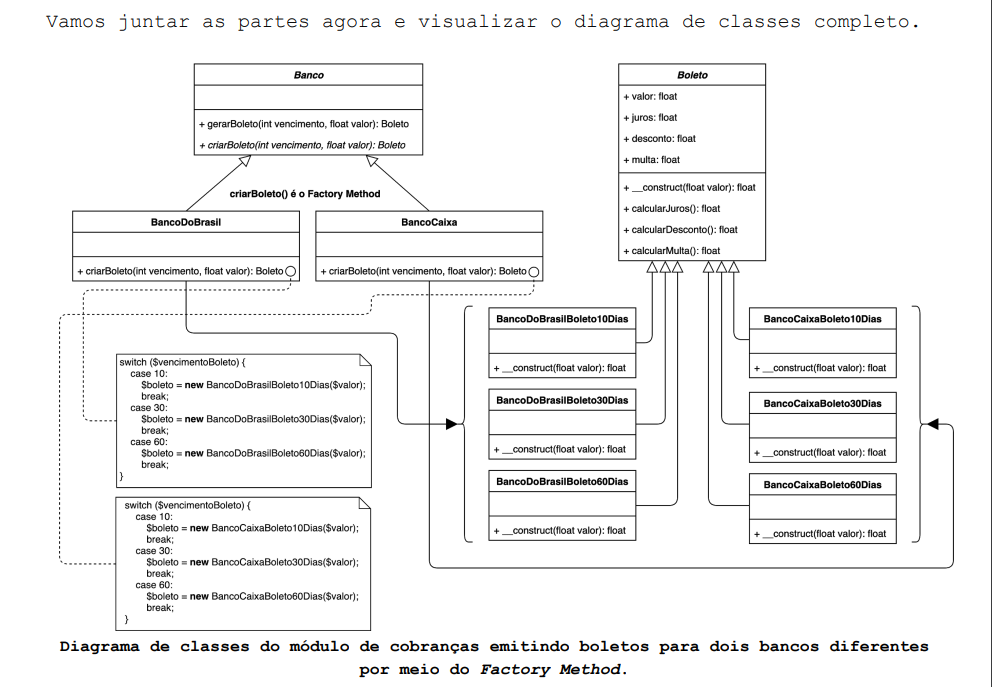 Vamos juntar as partes agora e visualizar o diagrama de classes completo.
Banco
+ gerarBoleto(int vencimento, float valor): Boleto
+ criarBoleto(int vencimento, float valor): Boleto
criarBoleto() é o Factory Method
BancoDoBrasil
+ criarBoleto(int vencimento, float valor): Boleto
BancoCaixa
+ criarBoleto(int vencimento, float valor): Boleto
Boleto
+ valor: float
+ juros: float
+ desconto: float
+ multa: float
+ __construct(float valor): float
+ calcularJuros(): float
+ calcularDesconto(): float
+ calcularMulta(): float
BancoDoBrasilBoleto10Dias
+ __construct(float valor): float
BancoDoBrasilBoleto30Dias
+ __construct(float valor): float
BancoDoBrasilBoleto60Dias
+ __construct(float valor): float
BancoCaixaBoleto10Dias
+ __construct(float valor): float
BancoCaixaBoleto30Dias
+ __construct(float valor): float
BancoCaixaBoleto60Dias
+ __construct(float valor): float
switch ($vencimentoBoleto) {
case 10:
$boleto = new BancoDoBrasilBoleto10Dias($valor);
break;
case 30:
$boleto = new BancoDoBrasilBoleto30Dias($valor);
break;
case 60:
$boleto = new BancoDoBrasilBoleto60Dias($valor);
break;
}
switch ($vencimentoBoleto) {
case 10:
$boleto = new BancoCaixaBoleto10Dias($valor);
break;
case 30:
$boleto = new BancoCaixaBoleto30Dias($valor);
break;
case 60:
$boleto = new BancoCaixaBoleto60Dias($valor);
break;
}
Diagrama de classes do módulo de cobranças emitindo boletos para dois bancos diferentes
por meio do Factory Method.